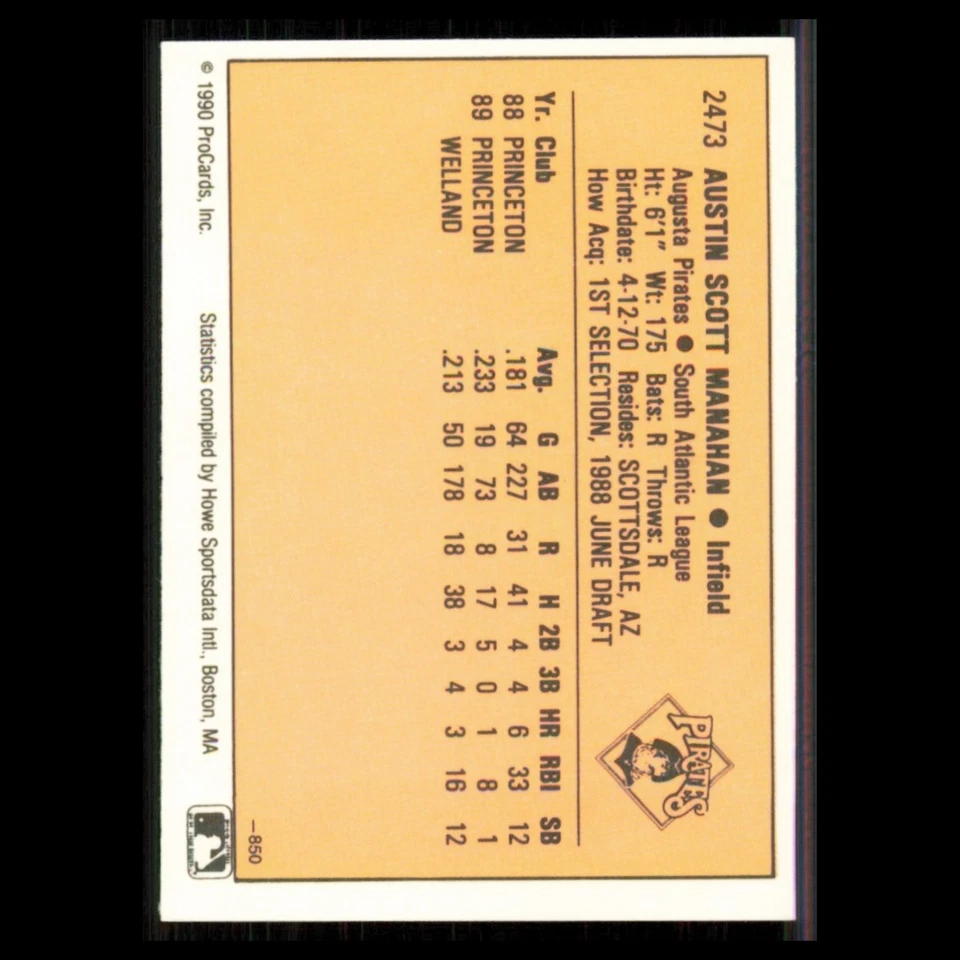 2473 AUSTIN SCOTT MANAHAN ● Infield
Augusta Pirates ● South Atlantic League
Ht: 6'1" Wt: 175 Bats: R Throws: R
Birthdate: 4-12-70 Resides: SCOTTSDALE, AZ
How Acq: 1ST SELECTION, 1988 JUNE DRAFT
PIRATES
Yr. Club Avg. G AB R H 2B 3B HR RBI SB
88 PRINCETON .181 64 227 31 41 4 4 6 33 12
89 PRINCETON .233 19 73 8 17 5 0 1 8 1
WELLAND .213 50 178 18 38 3 4 3 16 12
–850
© 1990 ProCards, Inc. Statistics compiled by Howe Sportsdata Intl., Boston, MA